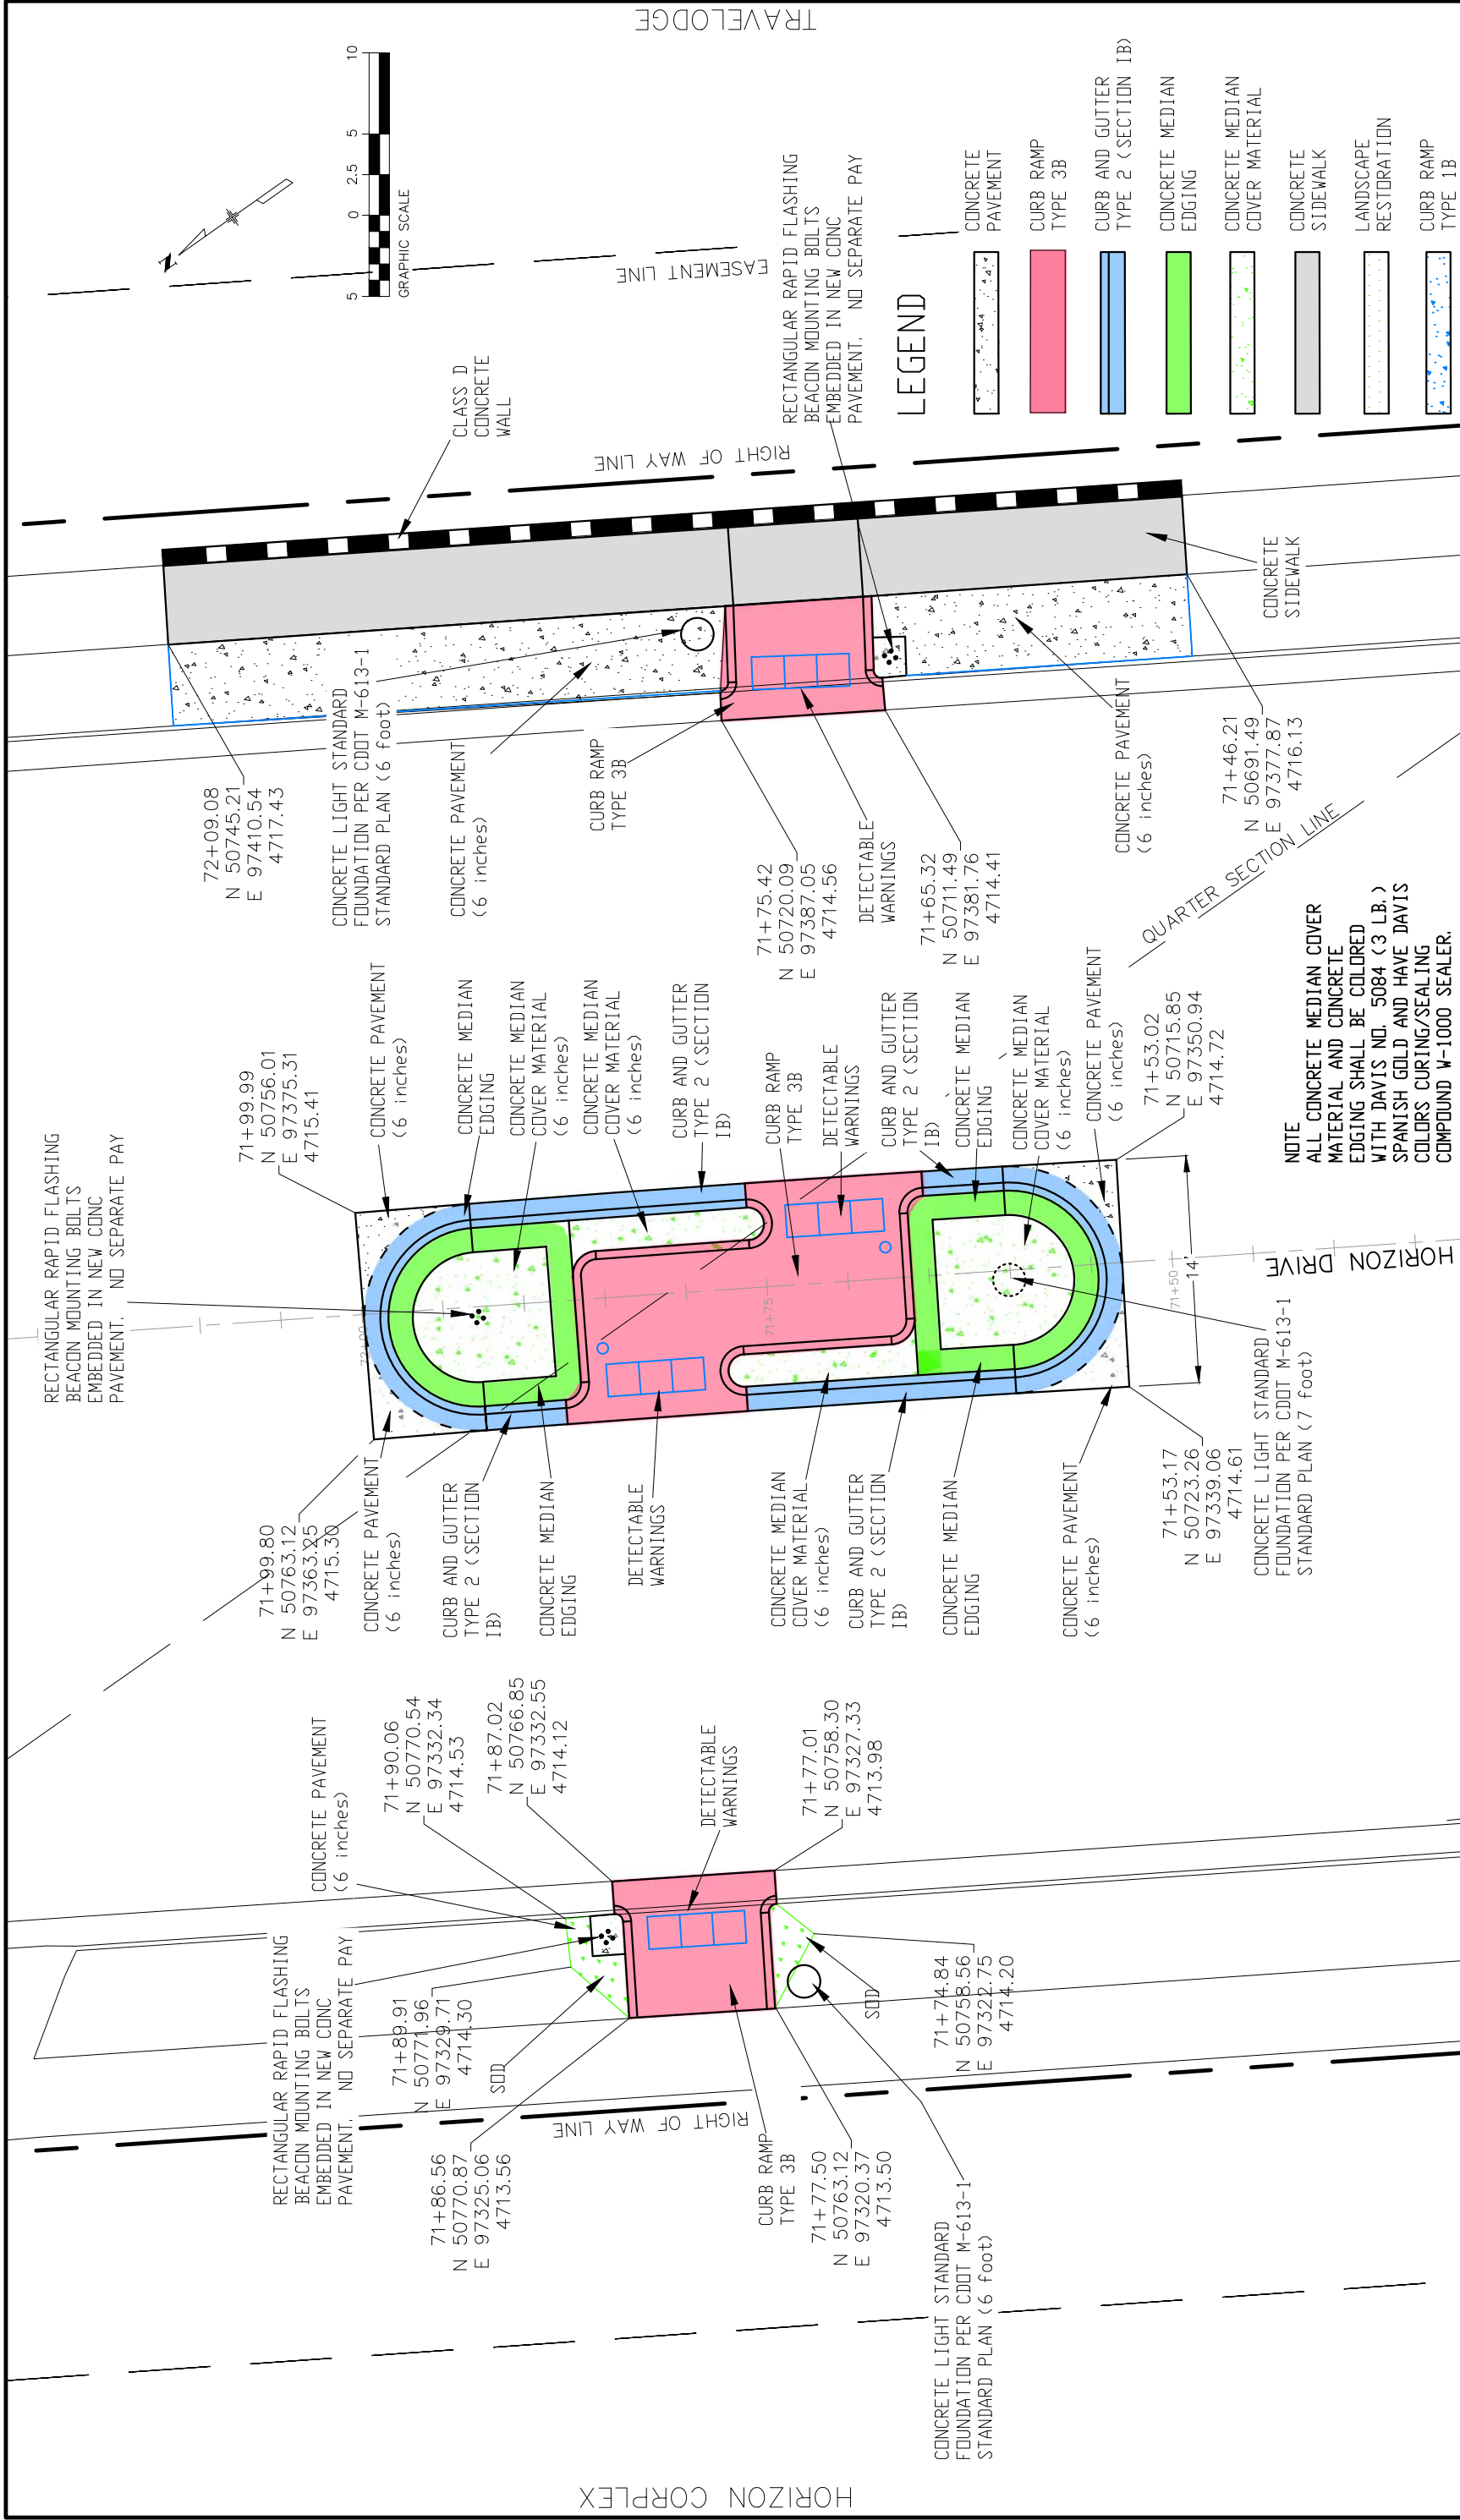 TRAVELODGE
HORIZON CORPLEX
HORIZON DRIVE
RECTANGULAR RAPID FLASHING
BEACON MOUNTING BOLTS
EMBEDDED IN NEW CONC
PAVEMENT. NO SEPARATE PAY
71+89.91
N 50771.96
E 97329.71
4714.30
SOD
71+86.56
N 50770.87
E 97325.06
4713.56
RIGHT OF WAY LINE
CURB RAMP
TYPE 3B
71+77.50
N 50763.12
E 97320.37
4713.50
CONCRETE LIGHT STANDARD
FOUNDATION PER CDOT M-613-1
STANDARD PLAN (6 foot)
SOD
71+74.84
N 50758.56
E 97322.75
4714.20
CONCRETE PAVEMENT
(6 inches)
71+90.06
N 50770.54
E 97332.34
4714.53
71+87.02
N 50766.85
E 97332.55
4714.12
DETECTABLE
WARNINGS
71+77.01
N 50758.30
E 97327.33
4713.98
71+99.80
N 50763.12
E 97363.25
4715.30
CONCRETE PAVEMENT
(6 inches)
CURB AND GUTTER
TYPE 2 (SECTION
IB)
CONCRETE MEDIAN
EDGING
DETECTABLE
WARNINGS
CONCRETE MEDIAN
COVER MATERIAL
(6 inches)
CURB AND GUTTER
TYPE 2 (SECTION
IB)
CONCRETE MEDIAN
EDGING
CONCRETE PAVEMENT
(6 inches)
71+53.17
N 50723.26
E 97339.06
4714.61
CONCRETE LIGHT STANDARD
FOUNDATION PER CDOT M-613-1
STANDARD PLAN (7 foot)
RECTANGULAR RAPID FLASHING
BEACON MOUNTING BOLTS
EMBEDDED IN NEW CONC
PAVEMENT. NO SEPARATE PAY
72+00
71+75
71+50
14'
71+99.99
N 50756.01
E 97375.31
4715.41
CONCRETE PAVEMENT
(6 inches)
CONCRETE MEDIAN
EDGING
CONCRETE MEDIAN
COVER MATERIAL
(6 inches)
CONCRETE MEDIAN
COVER MATERIAL
(6 inches)
CURB AND GUTTER
TYPE 2 (SECTION
IB)
CURB RAMP
TYPE 3B
DETECTABLE
WARNINGS
CURB AND GUTTER
TYPE 2 (SECTION
IB)
CONCRETE MEDIAN
EDGING
CONCRETE MEDIAN
COVER MATERIAL
(6 inches)
CONCRETE PAVEMENT
(6 inches)
71+53.02
N 50715.85
E 97350.94
4714.72
QUARTER SECTION LINE
72+09.08
N 50745.21
E 97410.54
4717.43
CONCRETE LIGHT STANDARD
FOUNDATION PER CDOT M-613-1
STANDARD PLAN (6 foot)
CONCRETE PAVEMENT
(6 inches)
CURB RAMP
TYPE 3B
71+75.42
N 50720.09
E 97387.05
4714.56
DETECTABLE
WARNINGS
71+65.32
N 50711.49
E 97381.76
4714.41
CONCRETE PAVEMENT
(6 inches)
71+46.21
N 50691.49
E 97377.87
4716.13
CONCRETE
SIDEWALK
CLASS D
CONCRETE
WALL
RIGHT OF WAY LINE
EASEMENT LINE
RECTANGULAR RAPID FLASHING
BEACON MOUNTING BOLTS
EMBEDDED IN NEW CONC
PAVEMENT. NO SEPARATE PAY
N
5 0 2.5 5 10
GRAPHIC SCALE
LEGEND
CONCRETE
PAVEMENT
CURB RAMP
TYPE 3B
CURB AND GUTTER
TYPE 2 (SECTION IB)
CONCRETE MEDIAN
EDGING
CONCRETE MEDIAN
COVER MATERIAL
CONCRETE
SIDEWALK
LANDSCAPE
RESTORATION
CURB RAMP
TYPE 1B
NOTE
ALL CONCRETE MEDIAN COVER
MATERIAL AND CONCRETE
EDGING SHALL BE COLORED
WITH DAVIS NO. 5084 (3 LB.)
SPANISH GOLD AND HAVE DAVIS
COLORS CURING/SEALING
COMPOUND W-1000 SEALER.